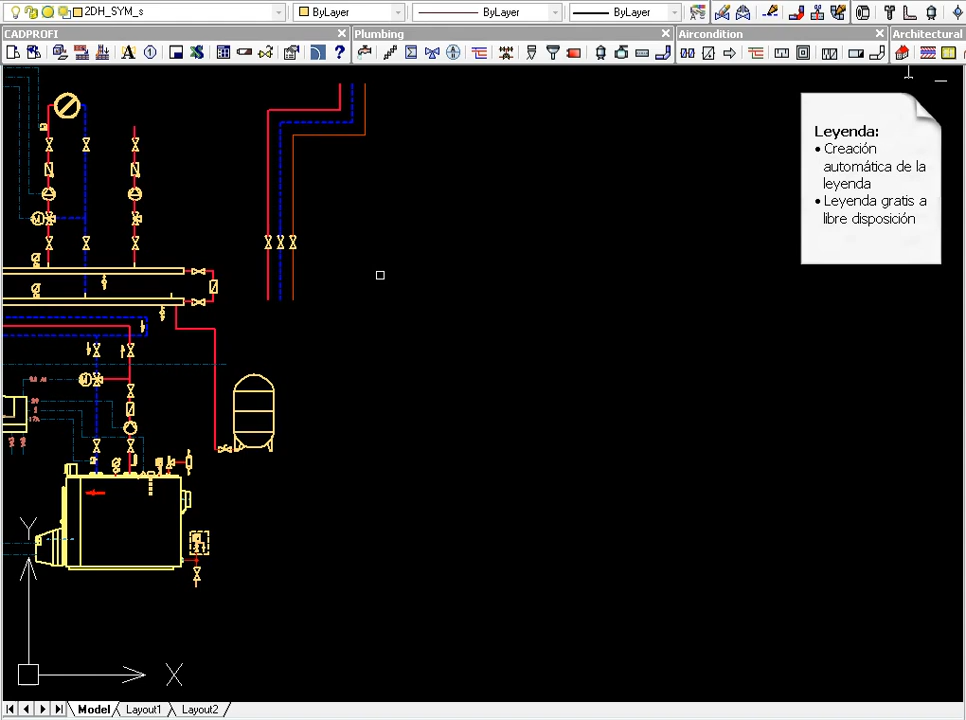 2DH_SYM_s
ByLayer
ByLayer
ByLayer
CADPROFI
Plumbing
Aircondition
Architectural
Leyenda:
• Creación
automática de la
leyenda
• Leyenda gratis a
libre disposición
Y
X
Model
Layout1
Layout2